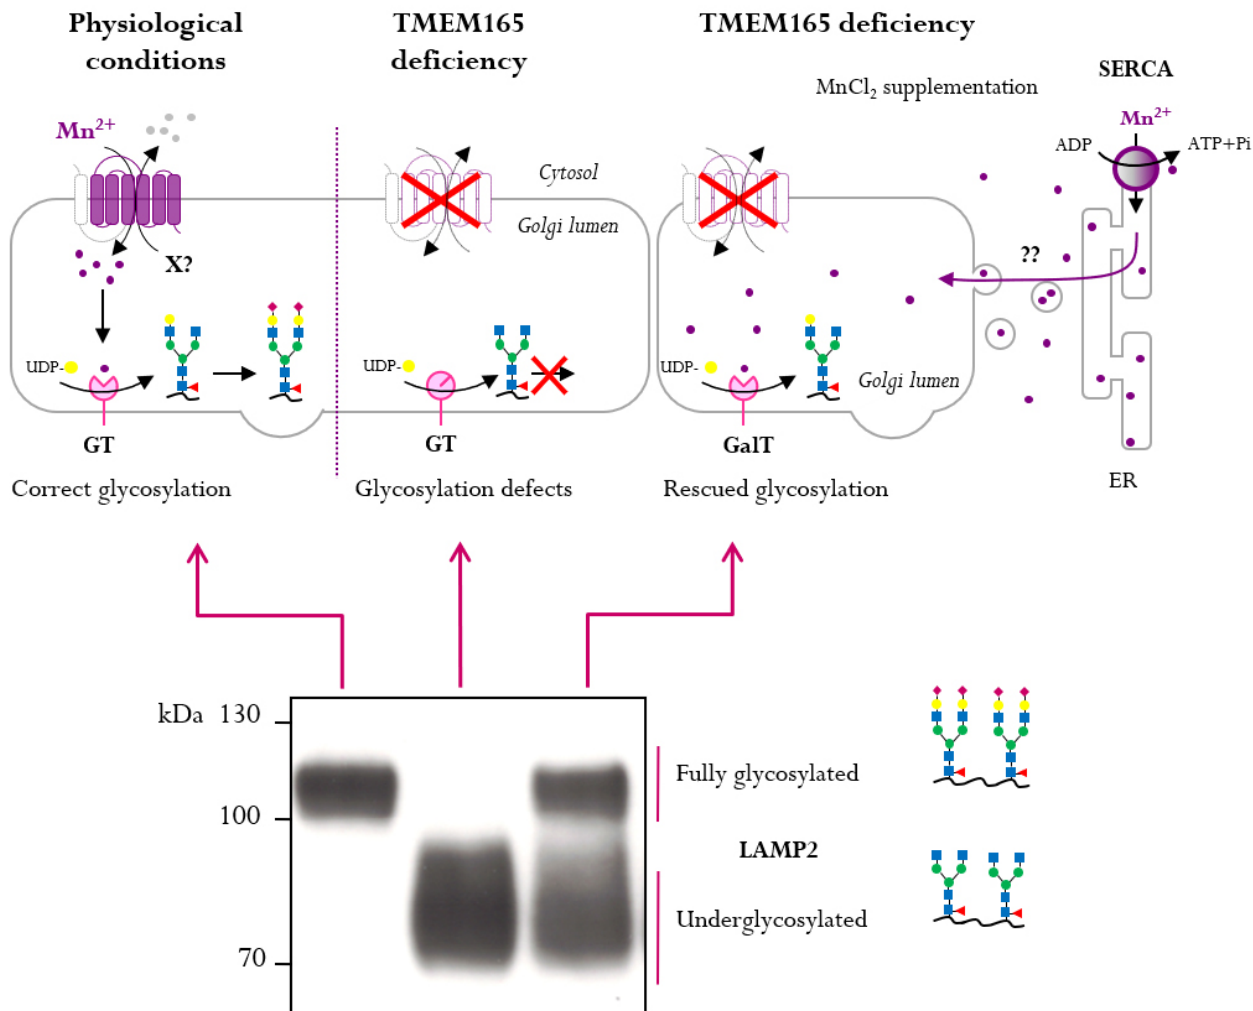 Physiological
conditions
TMEM165
deficiency
TMEM165 deficiency
MnCl₂ supplementation
SERCA
Mn²⁺
ADP
ATP+Pi
Mn²⁺
Cytosol
Golgi lumen
X?
??
UDP-
GT
UDP-
GT
UDP-
GalT
Golgi lumen
ER
Correct glycosylation
Glycosylation defects
Rescued glycosylation
kDa
130
100
70
Fully glycosylated
LAMP2
Underglycosylated